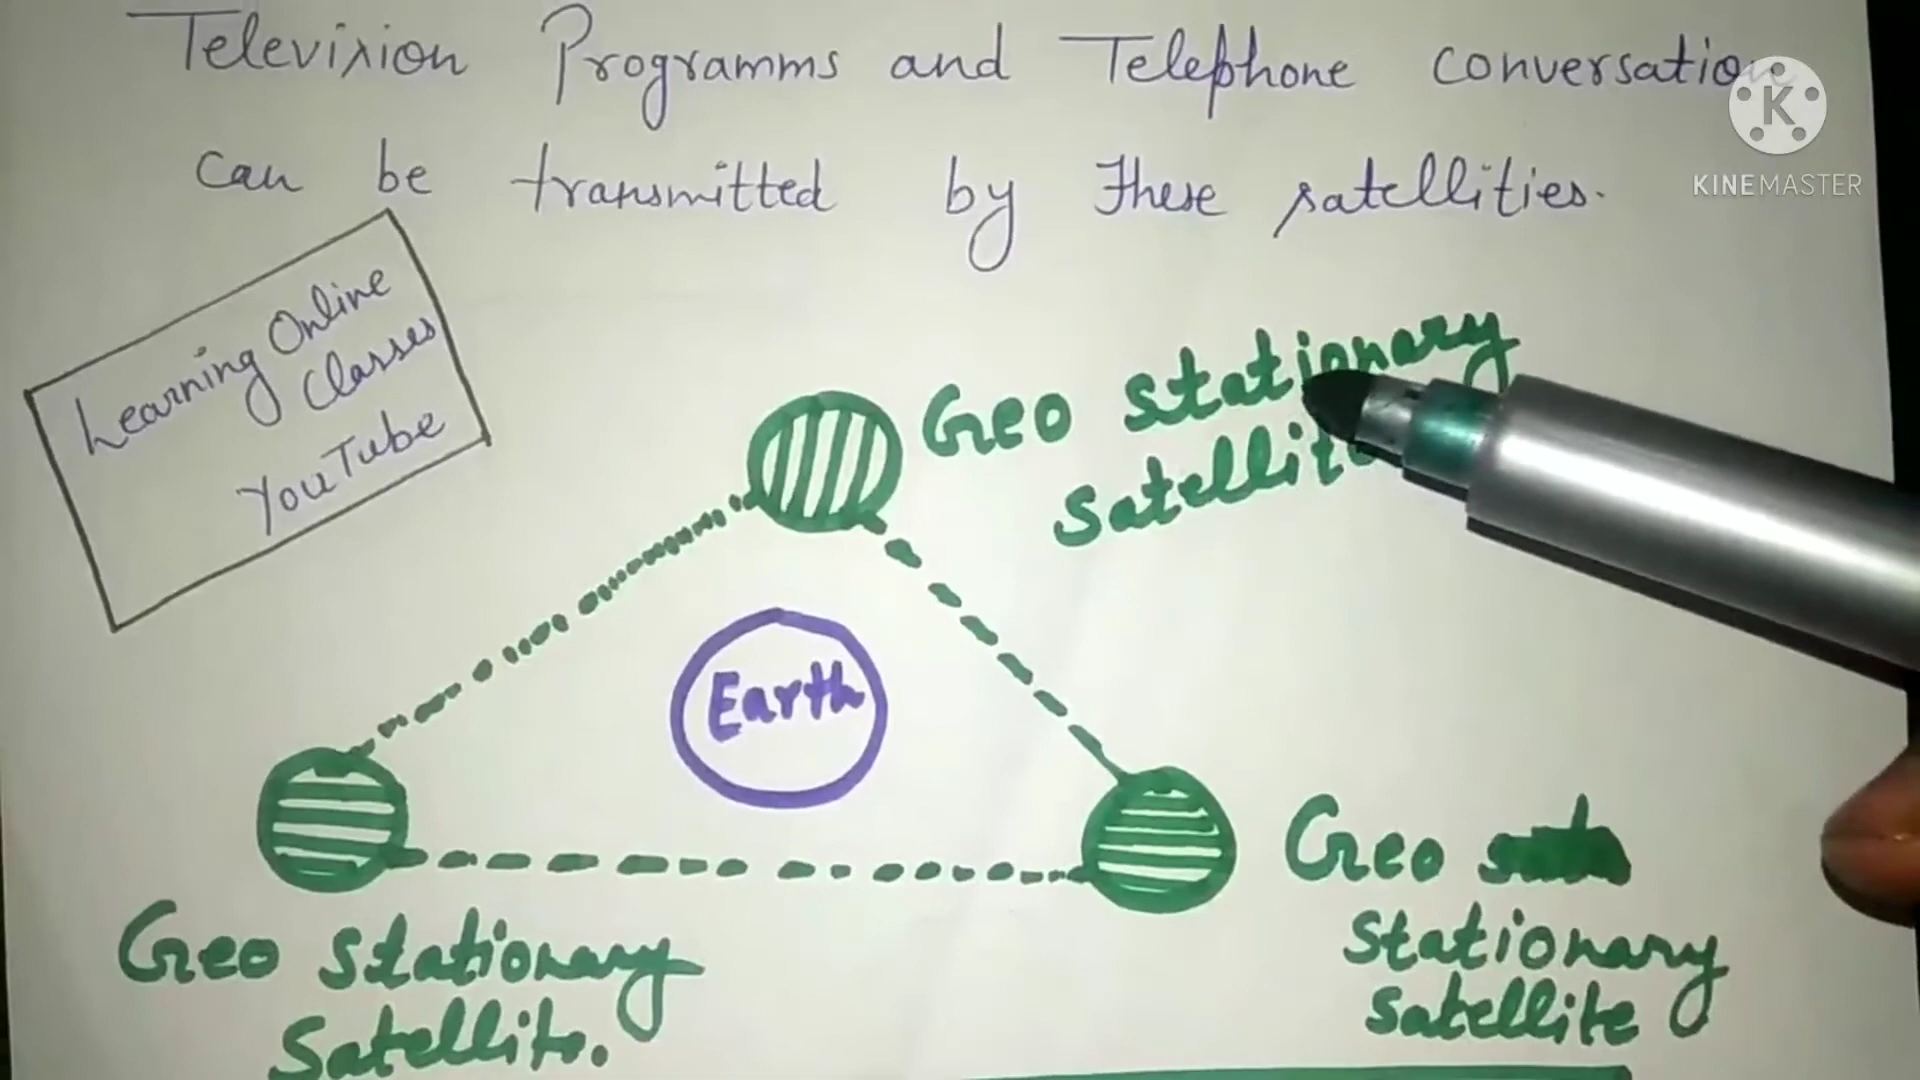 Television Programms and Telephone conversation
can be transmitted by these satellities.
K
KINEMASTER
Learning Online
Classes
YouTube
Geo stationary
satellite
Earth
Geo
stationary
satellite
Geo stationary
satellite.